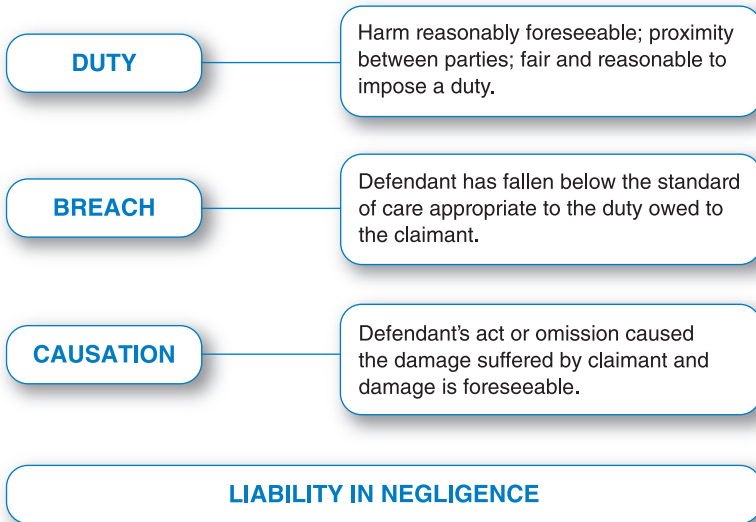 DUTY
Harm reasonably foreseeable; proximity
between parties; fair and reasonable to
impose a duty.
BREACH
Defendant has fallen below the standard
of care appropriate to the duty owed to
the claimant.
CAUSATION
Defendant’s act or omission caused
the damage suffered by claimant and
damage is foreseeable.
LIABILITY IN NEGLIGENCE